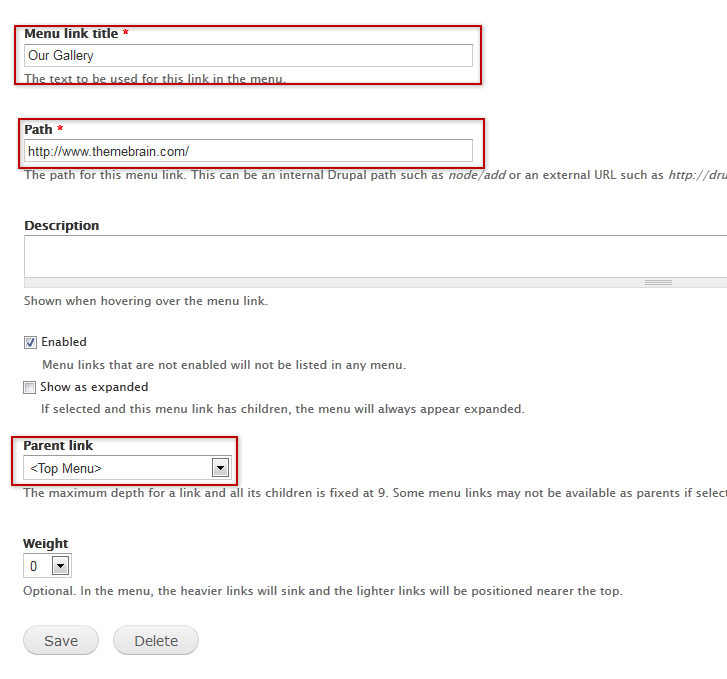 Menu link title *
Our Gallery
The text to be used for this link in the menu.
Path *
http://www.themebrain.com/
The path for this menu link. This can be an internal Drupal path such as node/add or an external URL such as http://dru
Description
Shown when hovering over the menu link.
Enabled
Menu links that are not enabled will not be listed in any menu.
Show as expanded
If selected and this menu link has children, the menu will always appear expanded.
Parent link
<Top Menu>
The maximum depth for a link and all its children is fixed at 9. Some menu links may not be available as parents if select
Weight
0
Optional. In the menu, the heavier links will sink and the lighter links will be positioned nearer the top.
Save Delete